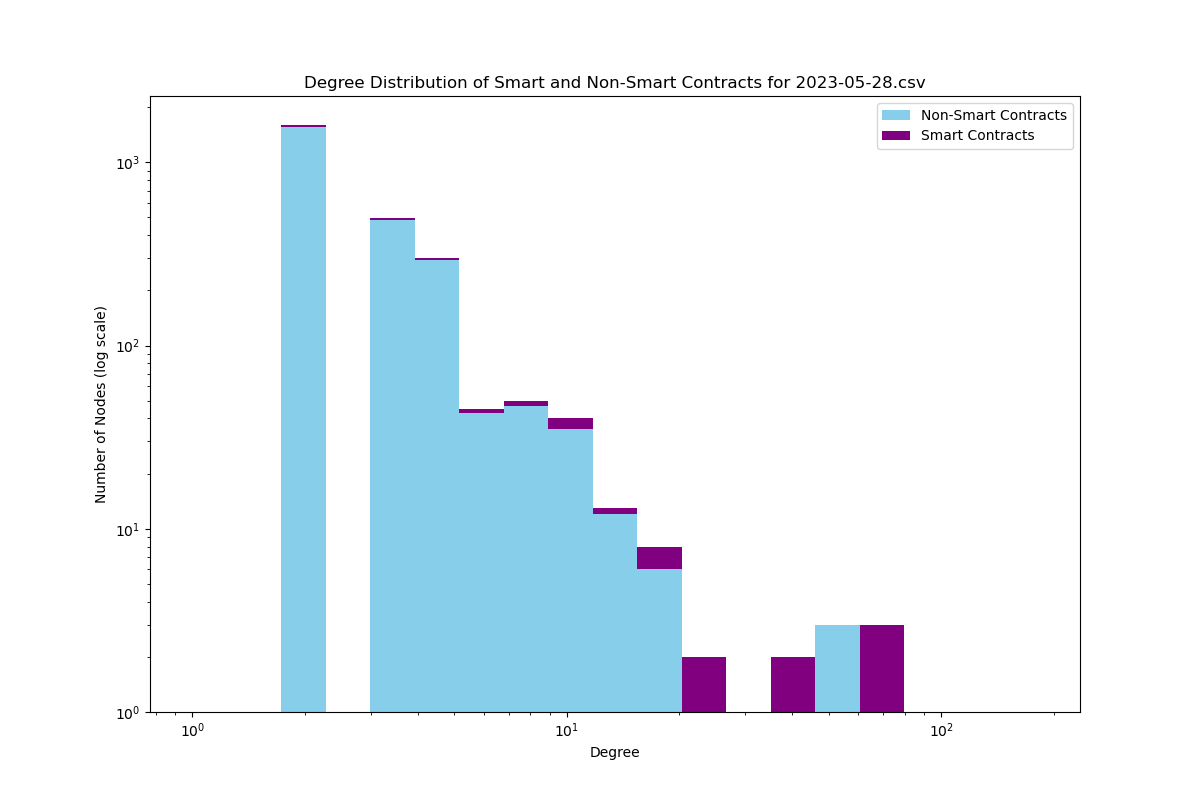 Degree Distribution of Smart and Non-Smart Contracts for 2023-05-28.csv
Non-Smart Contracts
Smart Contracts
Number of Nodes (log scale)
10³
10²
10¹
10⁰
10⁰ 10¹ 10²
Degree